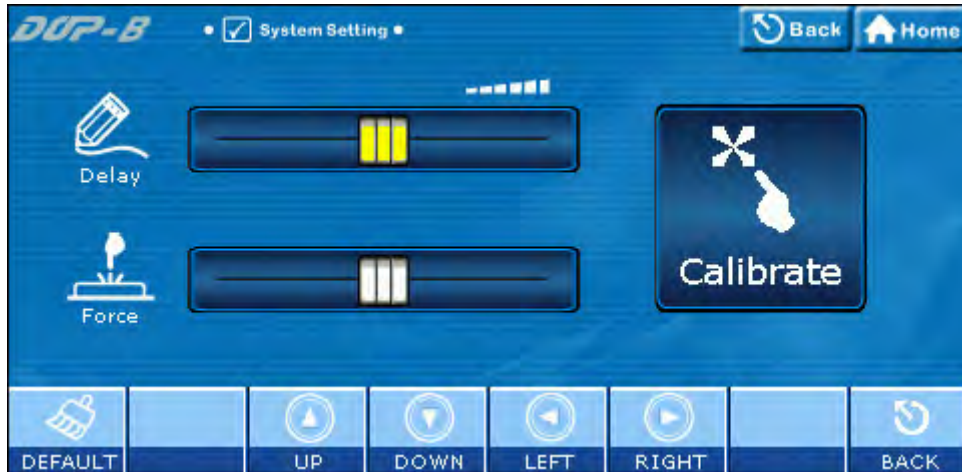 DOP-B • System Setting •
Back
Home
Delay
Calibrate
Force
DEFAULT UP DOWN LEFT RIGHT BACK